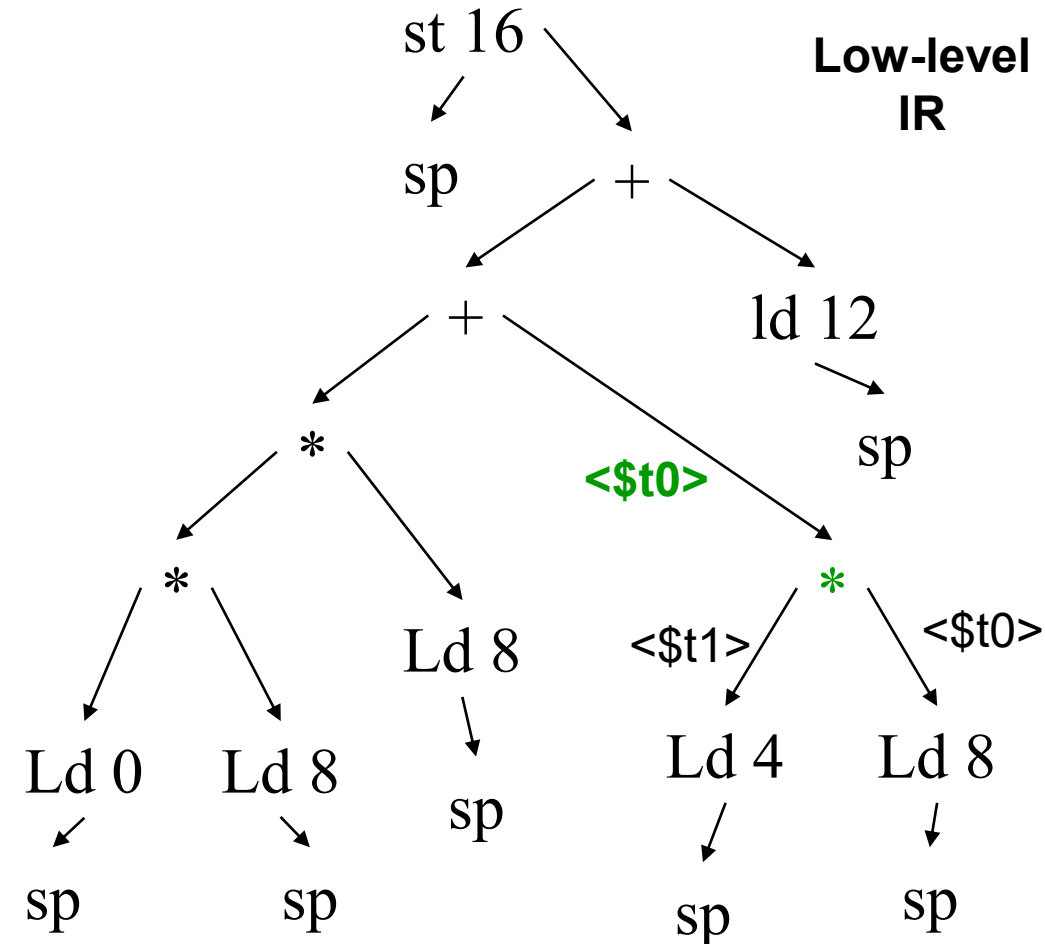 st 16
Low-level
IR
sp
+
+
ld 12
*
sp
<$t0>
*
*
Ld 8
<$t1>
<$t0>
Ld 0
Ld 8
Ld 4
Ld 8
sp
sp
sp
sp
sp